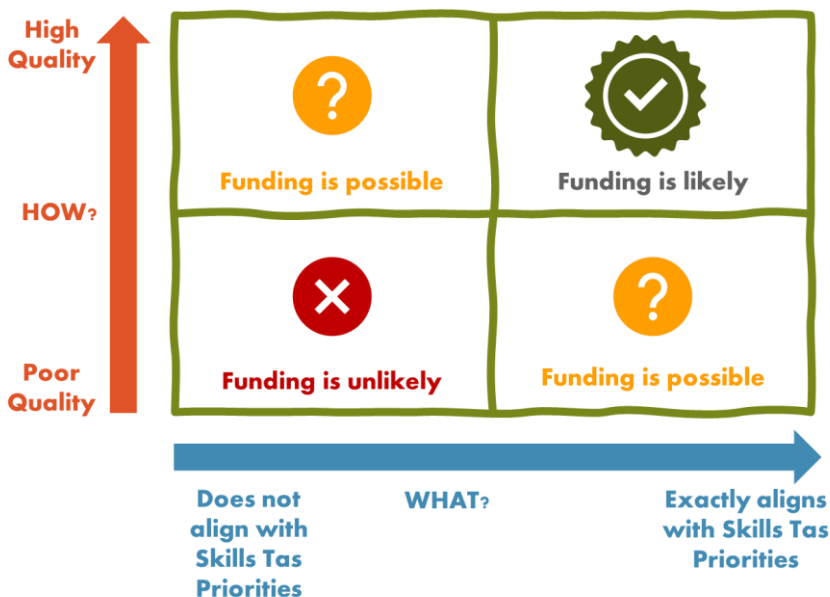 High
Quality
Funding is possible
Funding is likely
HOW?
Funding is unlikely
Funding is possible
Poor
Quality
Does not
align with
Skills Tas
Priorities
WHAT?
Exactly aligns
with Skills Tas
Priorities